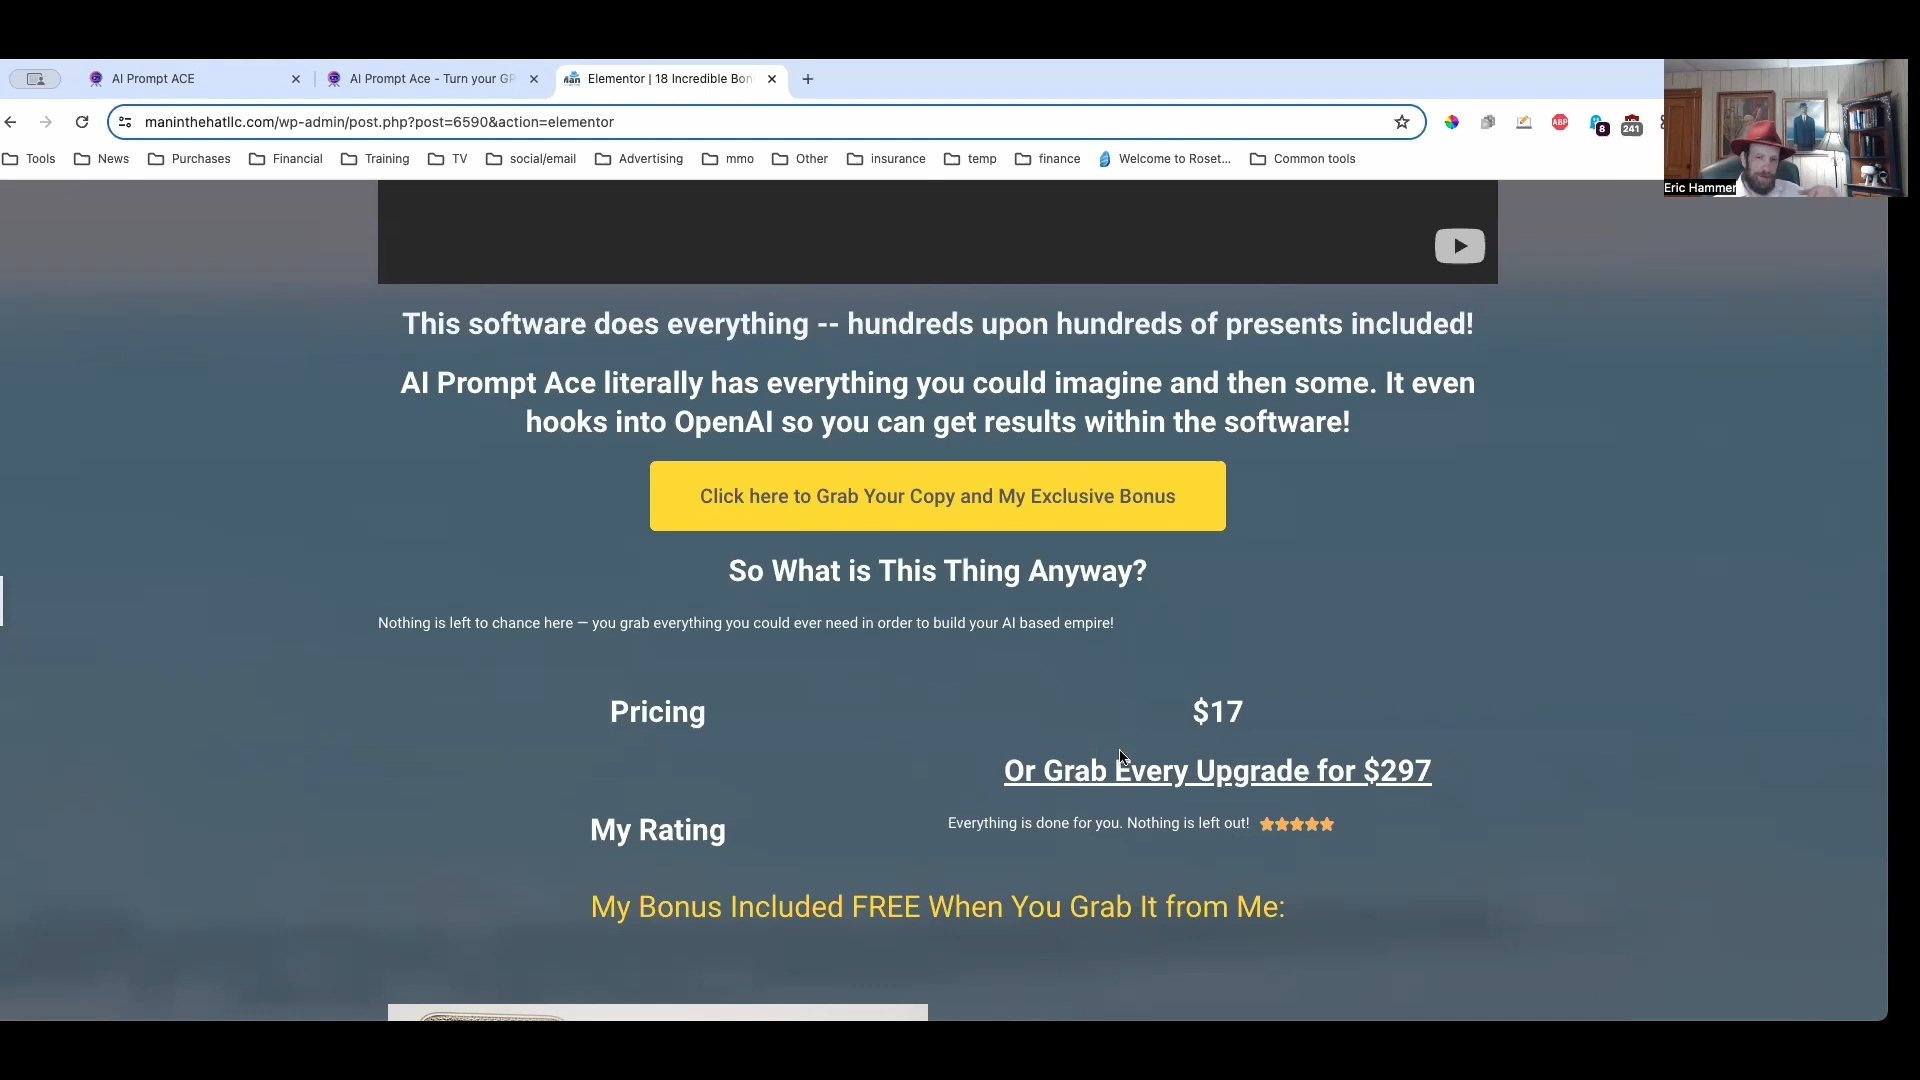 AI Prompt ACE
AI Prompt Ace - Turn your GP
Elementor | 18 Incredible Bon
maninthehatllc.com/wp-admin/post.php?post=6590&action=elementor
ABP
8
241
Tools
News
Purchases
Financial
Training
TV
social/email
Advertising
mmo
Other
insurance
temp
finance
Welcome to Roset...
Common tools
Eric Hammer
This software does everything -- hundreds upon hundreds of presents included!
AI Prompt Ace literally has everything you could imagine and then some. It even
hooks into OpenAI so you can get results within the software!
Click here to Grab Your Copy and My Exclusive Bonus
So What is This Thing Anyway?
Nothing is left to chance here — you grab everything you could ever need in order to build your AI based empire!
Pricing
$17
Or Grab Every Upgrade for $297
My Rating
Everything is done for you. Nothing is left out!
My Bonus Included FREE When You Grab It from Me: